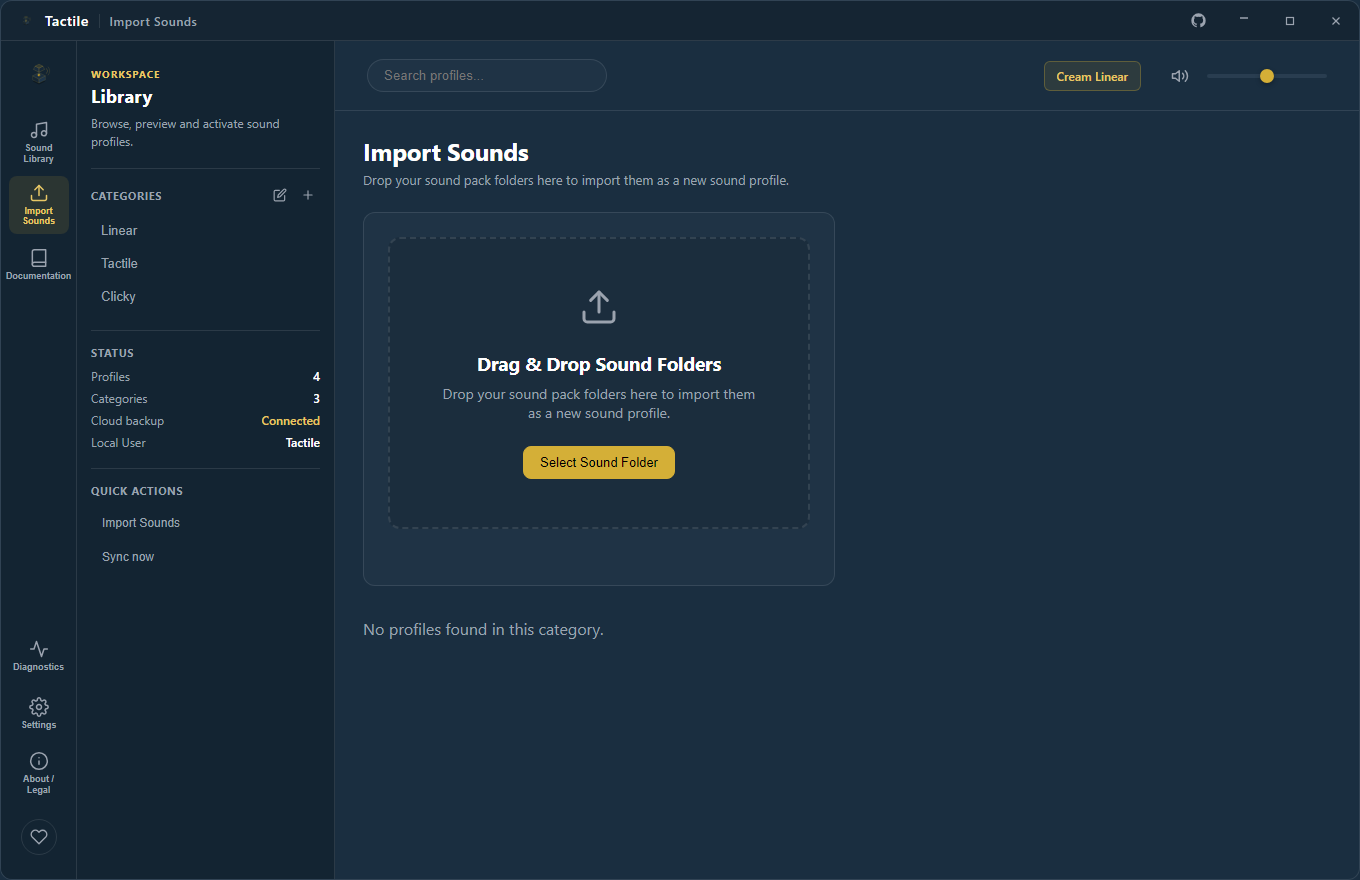 Tactile
Import Sounds
Sound
Library
Import
Sounds
Documentation
Diagnostics
Settings
About /
Legal
WORKSPACE
Library
Browse, preview and activate sound
profiles.
CATEGORIES
Linear
Tactile
Clicky
STATUS
Profiles 4
Categories 3
Cloud backup Connected
Local User Tactile
QUICK ACTIONS
Import Sounds
Sync now
Search profiles...
Cream Linear
Import Sounds
Drop your sound pack folders here to import them as a new sound profile.
Drag & Drop Sound Folders
Drop your sound pack folders here to import them
as a new sound profile.
Select Sound Folder
No profiles found in this category.